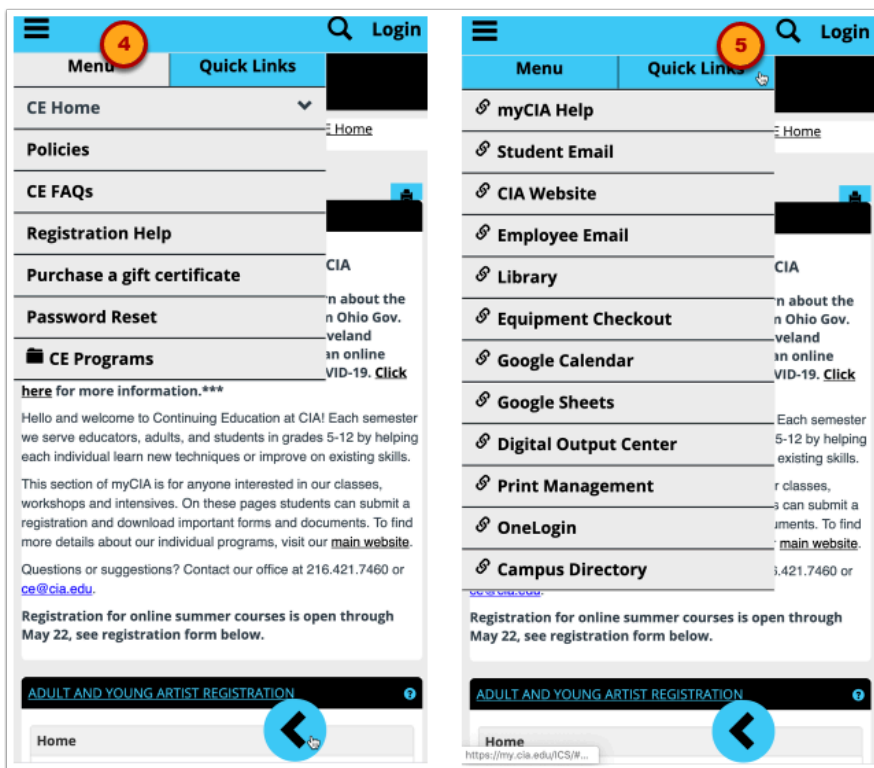 4
Login
Menu
Quick Links
CE Home
E Home
Policies
CE FAQs
Registration Help
CIA
Purchase a gift certificate
n about the
n Ohio Gov.
Password Reset
veland
an online
CE Programs
VID-19. Click
here for more information.***
Hello and welcome to Continuing Education at CIA! Each semester
we serve educators, adults, and students in grades 5-12 by helping
each individual learn new techniques or improve on existing skills.
This section of myCIA is for anyone interested in our classes,
workshops and intensives. On these pages students can submit a
registration and download important forms and documents. To find
more details about our individual programs, visit our main website.
Questions or suggestions? Contact our office at 216.421.7460 or
ce@cia.edu.
Registration for online summer courses is open through
May 22, see registration form below.
ADULT AND YOUNG ARTIST REGISTRATION
Home
5
Login
Menu
Quick Links
myCIA Help
E Home
Student Email
CIA Website
Employee Email
CIA
Library
n about the
n Ohio Gov.
Equipment Checkout
veland
an online
Google Calendar
VID-19. Click
Google Sheets
Each semester
Digital Output Center
5-12 by helping
existing skills.
Print Management
r classes,
s can submit a
OneLogin
uments. To find
main website.
Campus Directory
5.421.7460 or
ce@cia.edu.
Registration for online summer courses is open through
May 22, see registration form below.
ADULT AND YOUNG ARTIST REGISTRATION
Home
https://my.cia.edu/ICS/#...